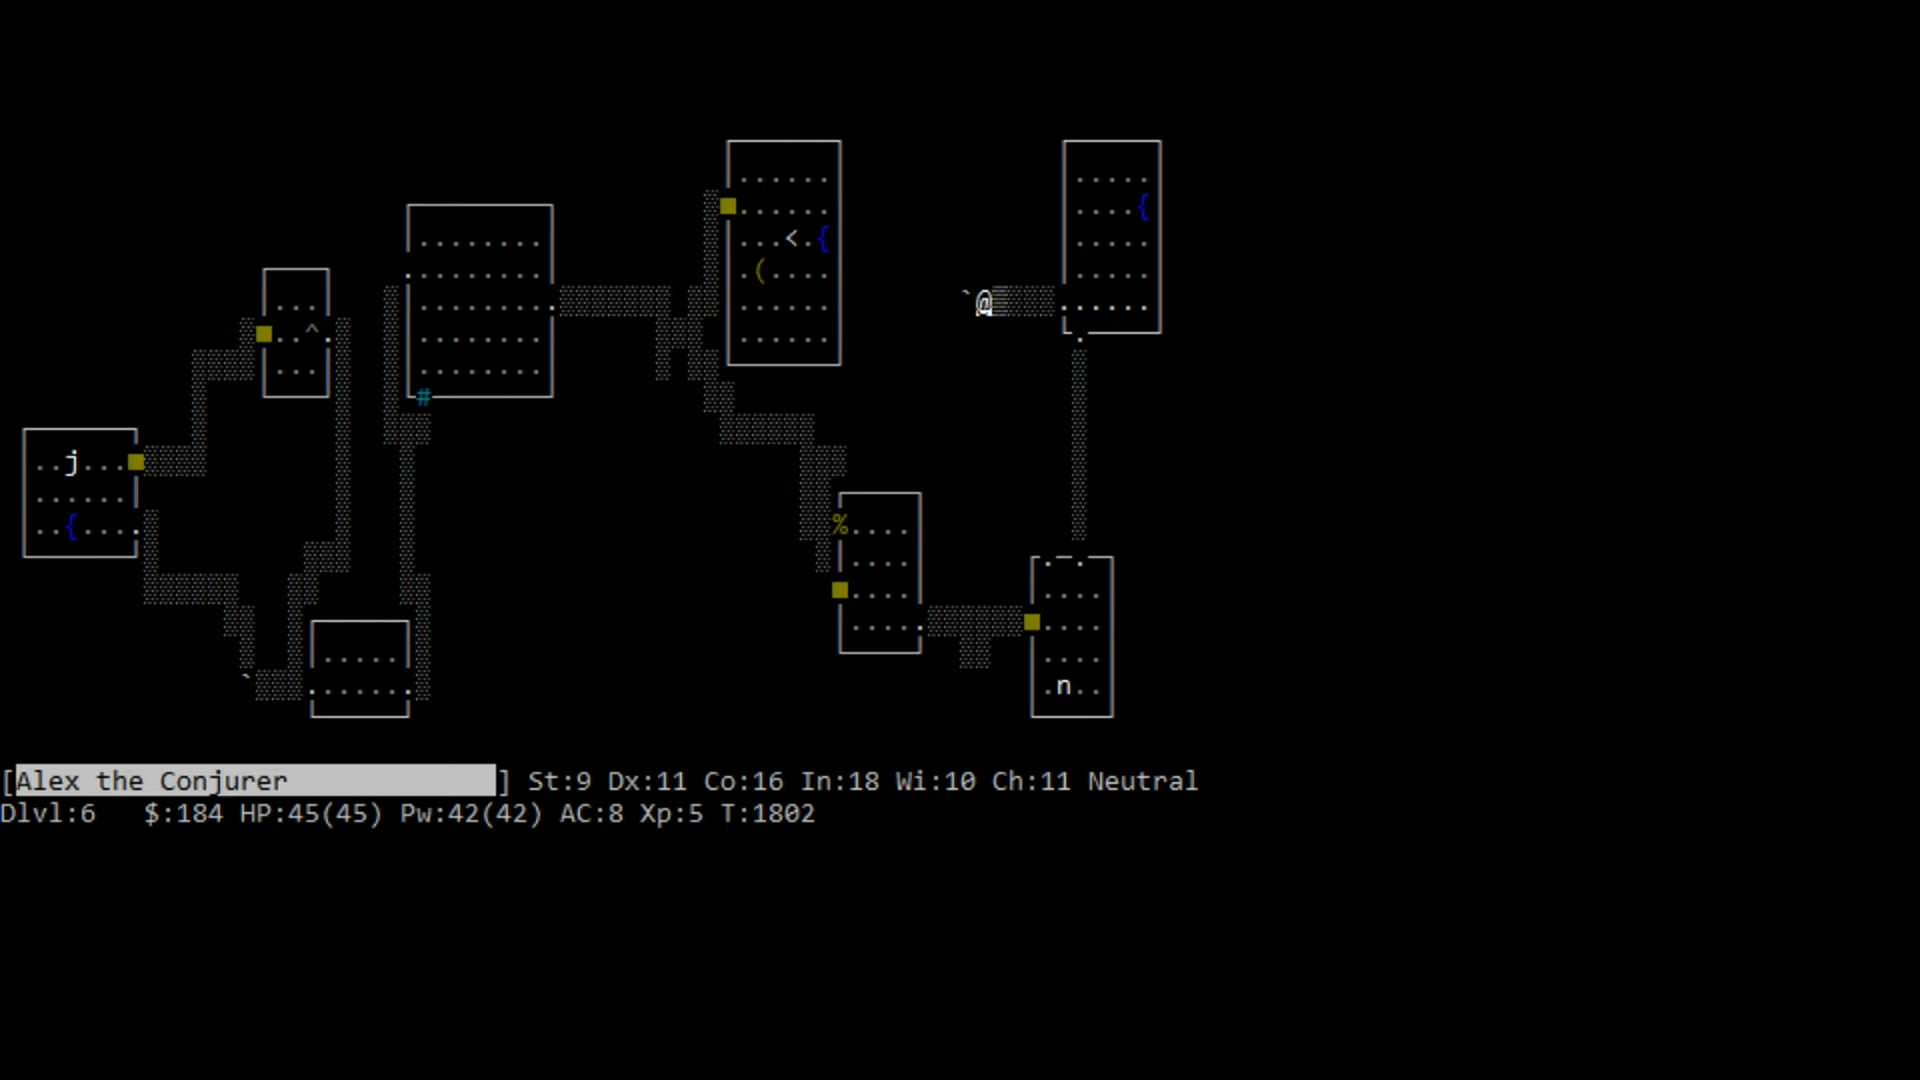 [Alex the Conjurer ] St:9 Dx:11 Co:16 In:18 Wi:10 Ch:11 Neutral
Dlvl:6 $:184 HP:45(45) Pw:42(42) AC:8 Xp:5 T:1802